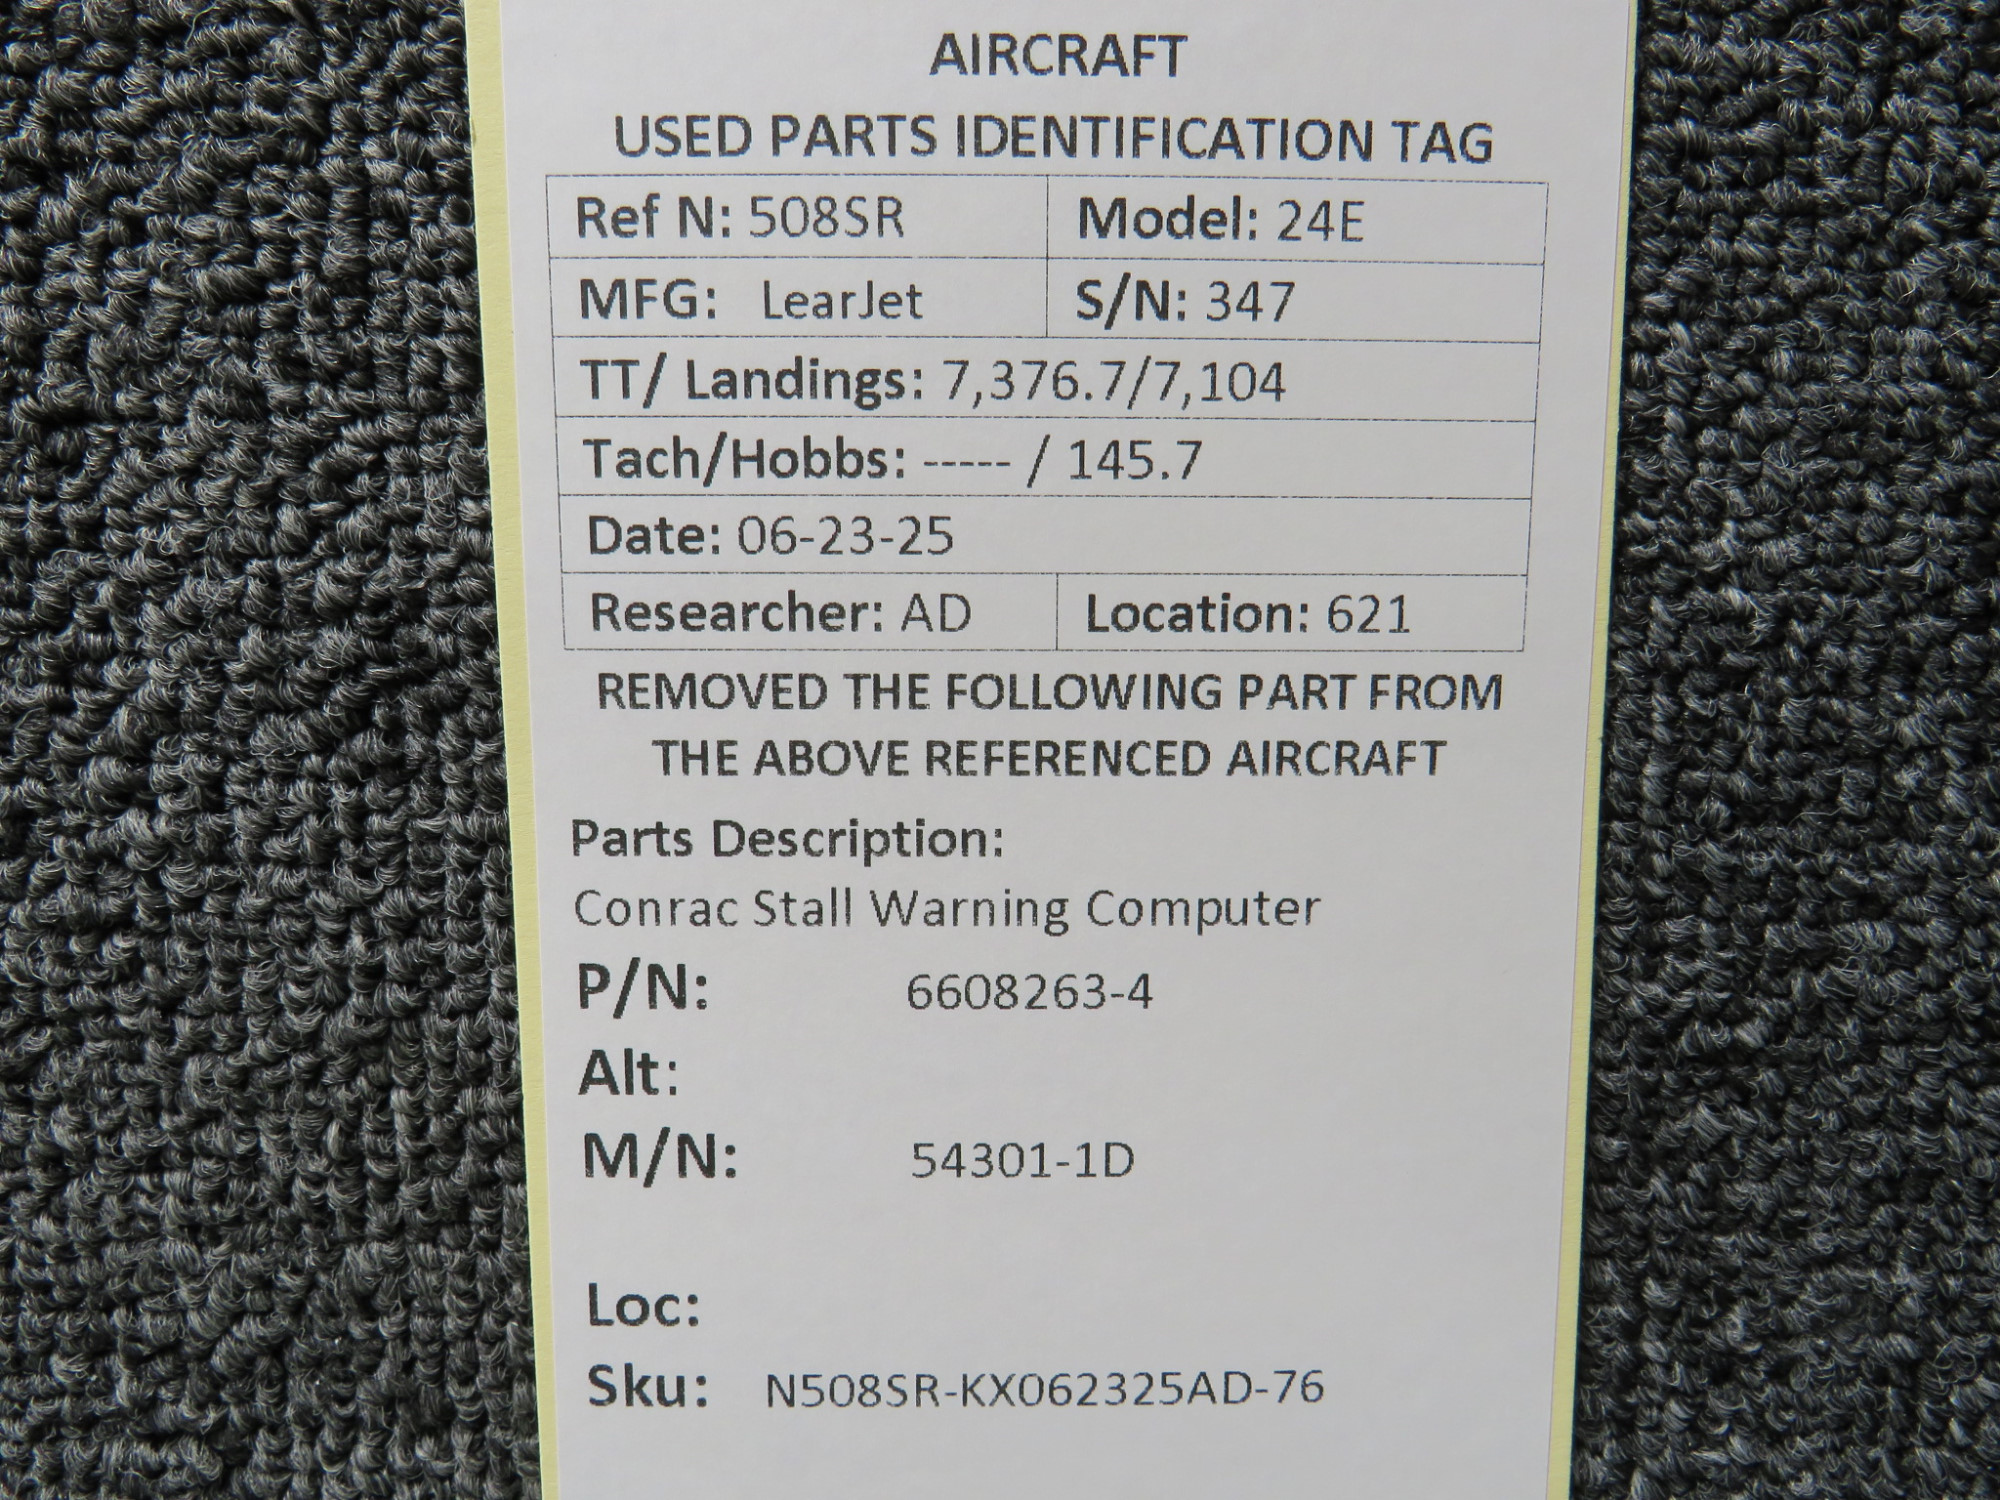 AIRCRAFT
USED PARTS IDENTIFICATION TAG
Ref N: 508SR Model: 24E
MFG: LearJet S/N: 347
TT/ Landings: 7,376.7/7,104
Tach/Hobbs: ----- / 145.7
Date: 06-23-25
Researcher: AD Location: 621
REMOVED THE FOLLOWING PART FROM
THE ABOVE REFERENCED AIRCRAFT
Parts Description:
Conrac Stall Warning Computer
P/N: 6608263-4
Alt:
M/N: 54301-1D
Loc:
Sku: N508SR-KX062325AD-76